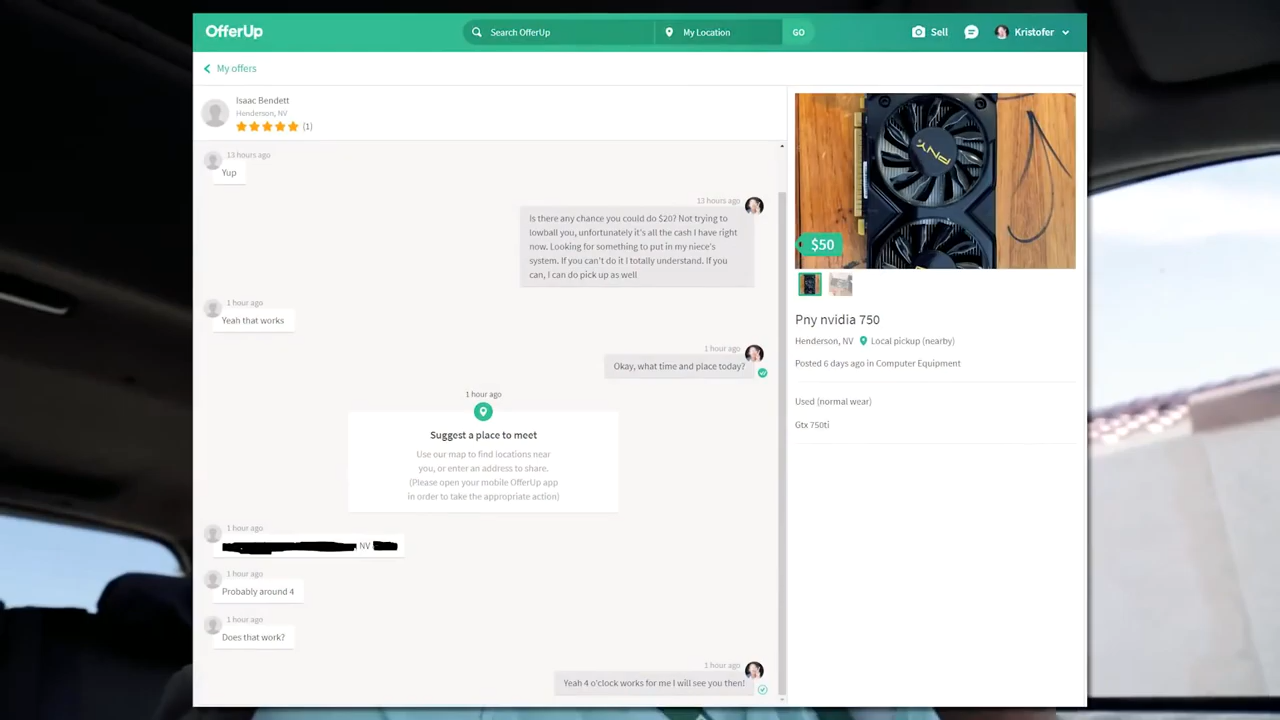 OfferUp
Search OfferUp
My Location
GO
Sell
Kristofer
My offers
Isaac Bendett
Henderson, NV
(1)
13 hours ago
Yup
13 hours ago
Is there any chance you could do $20? Not trying to
lowball you, unfortunately it's all the cash I have right
now. Looking for something to put in my niece's
system. If you can't do it I totally understand. If you
can, I can do pick up as well
1 hour ago
Yeah that works
1 hour ago
Okay, what time and place today?
1 hour ago
Suggest a place to meet
Use our map to find locations near
you, or enter an address to share.
(Please open your mobile OfferUp app
in order to take the appropriate action)
1 hour ago
NV
1 hour ago
Probably around 4
1 hour ago
Does that work?
1 hour ago
Yeah 4 o'clock works for me I will see you then!
PNY
$50
Pny nvidia 750
Henderson, NV Local pickup (nearby)
Posted 6 days ago in Computer Equipment
Used (normal wear)
Gtx 750ti